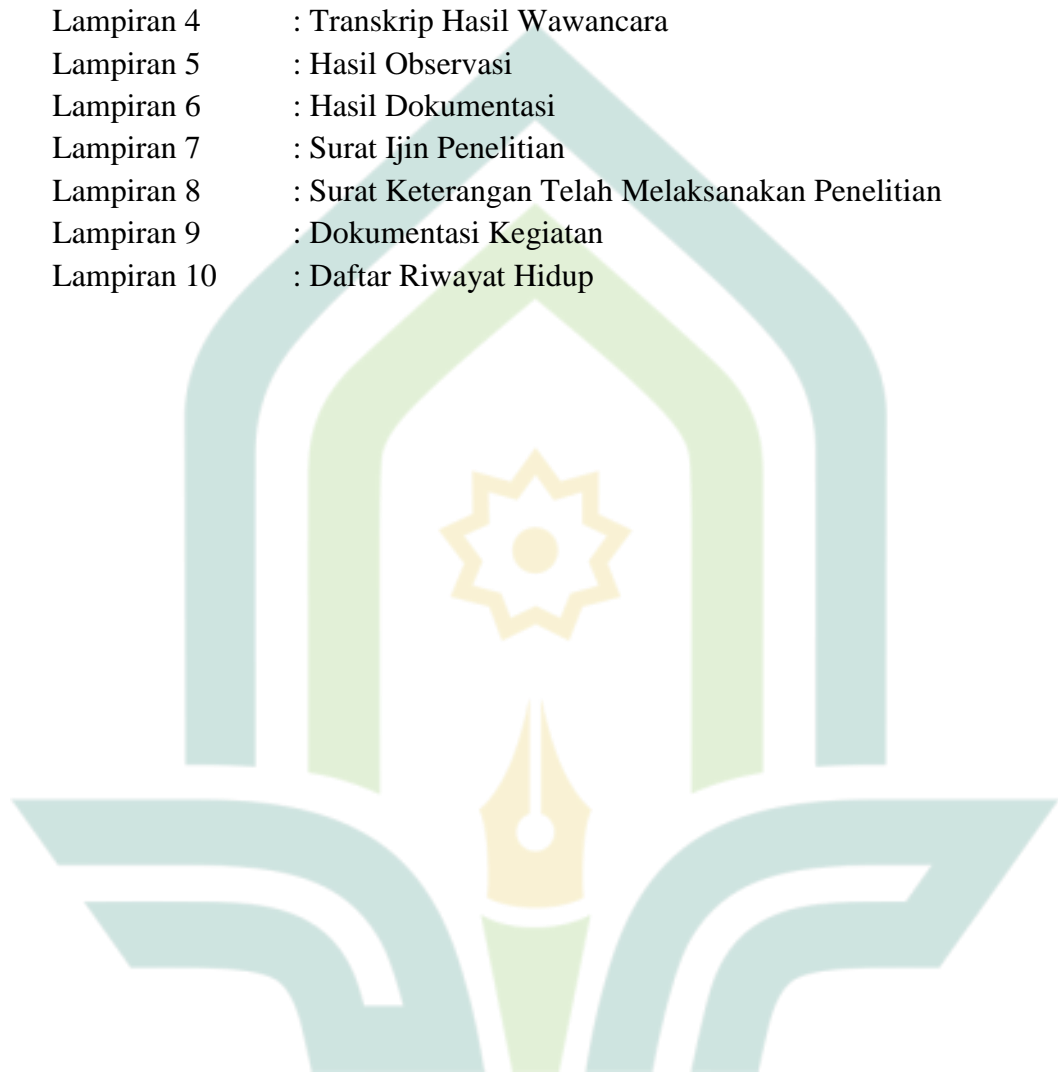 Lampiran 4 : Transkrip Hasil Wawancara
Lampiran 5 : Hasil Observasi
Lampiran 6 : Hasil Dokumentasi
Lampiran 7 : Surat Ijin Penelitian
Lampiran 8 : Surat Keterangan Telah Melaksanakan Penelitian
Lampiran 9 : Dokumentasi Kegiatan
Lampiran 10 : Daftar Riwayat Hidup